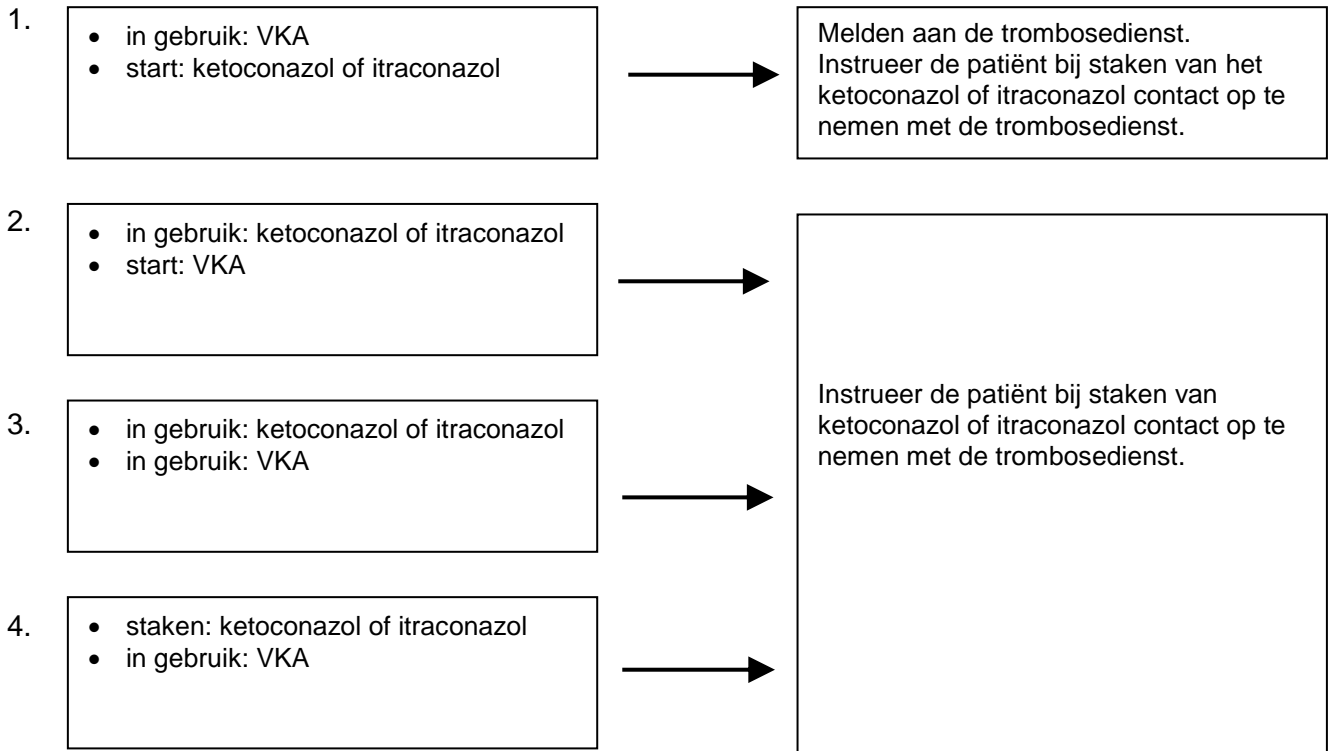 1.
• in gebruik: VKA
• start: ketoconazol of itraconazol
Melden aan de trombosedienst.
Instrueer de patiënt bij staken van het
ketoconazol of itraconazol contact op te
nemen met de trombosedienst.
2.
• in gebruik: ketoconazol of itraconazol
• start: VKA
3.
• in gebruik: ketoconazol of itraconazol
• in gebruik: VKA
4.
• staken: ketoconazol of itraconazol
• in gebruik: VKA
Instrueer de patiënt bij staken van
ketoconazol of itraconazol contact op te
nemen met de trombosedienst.